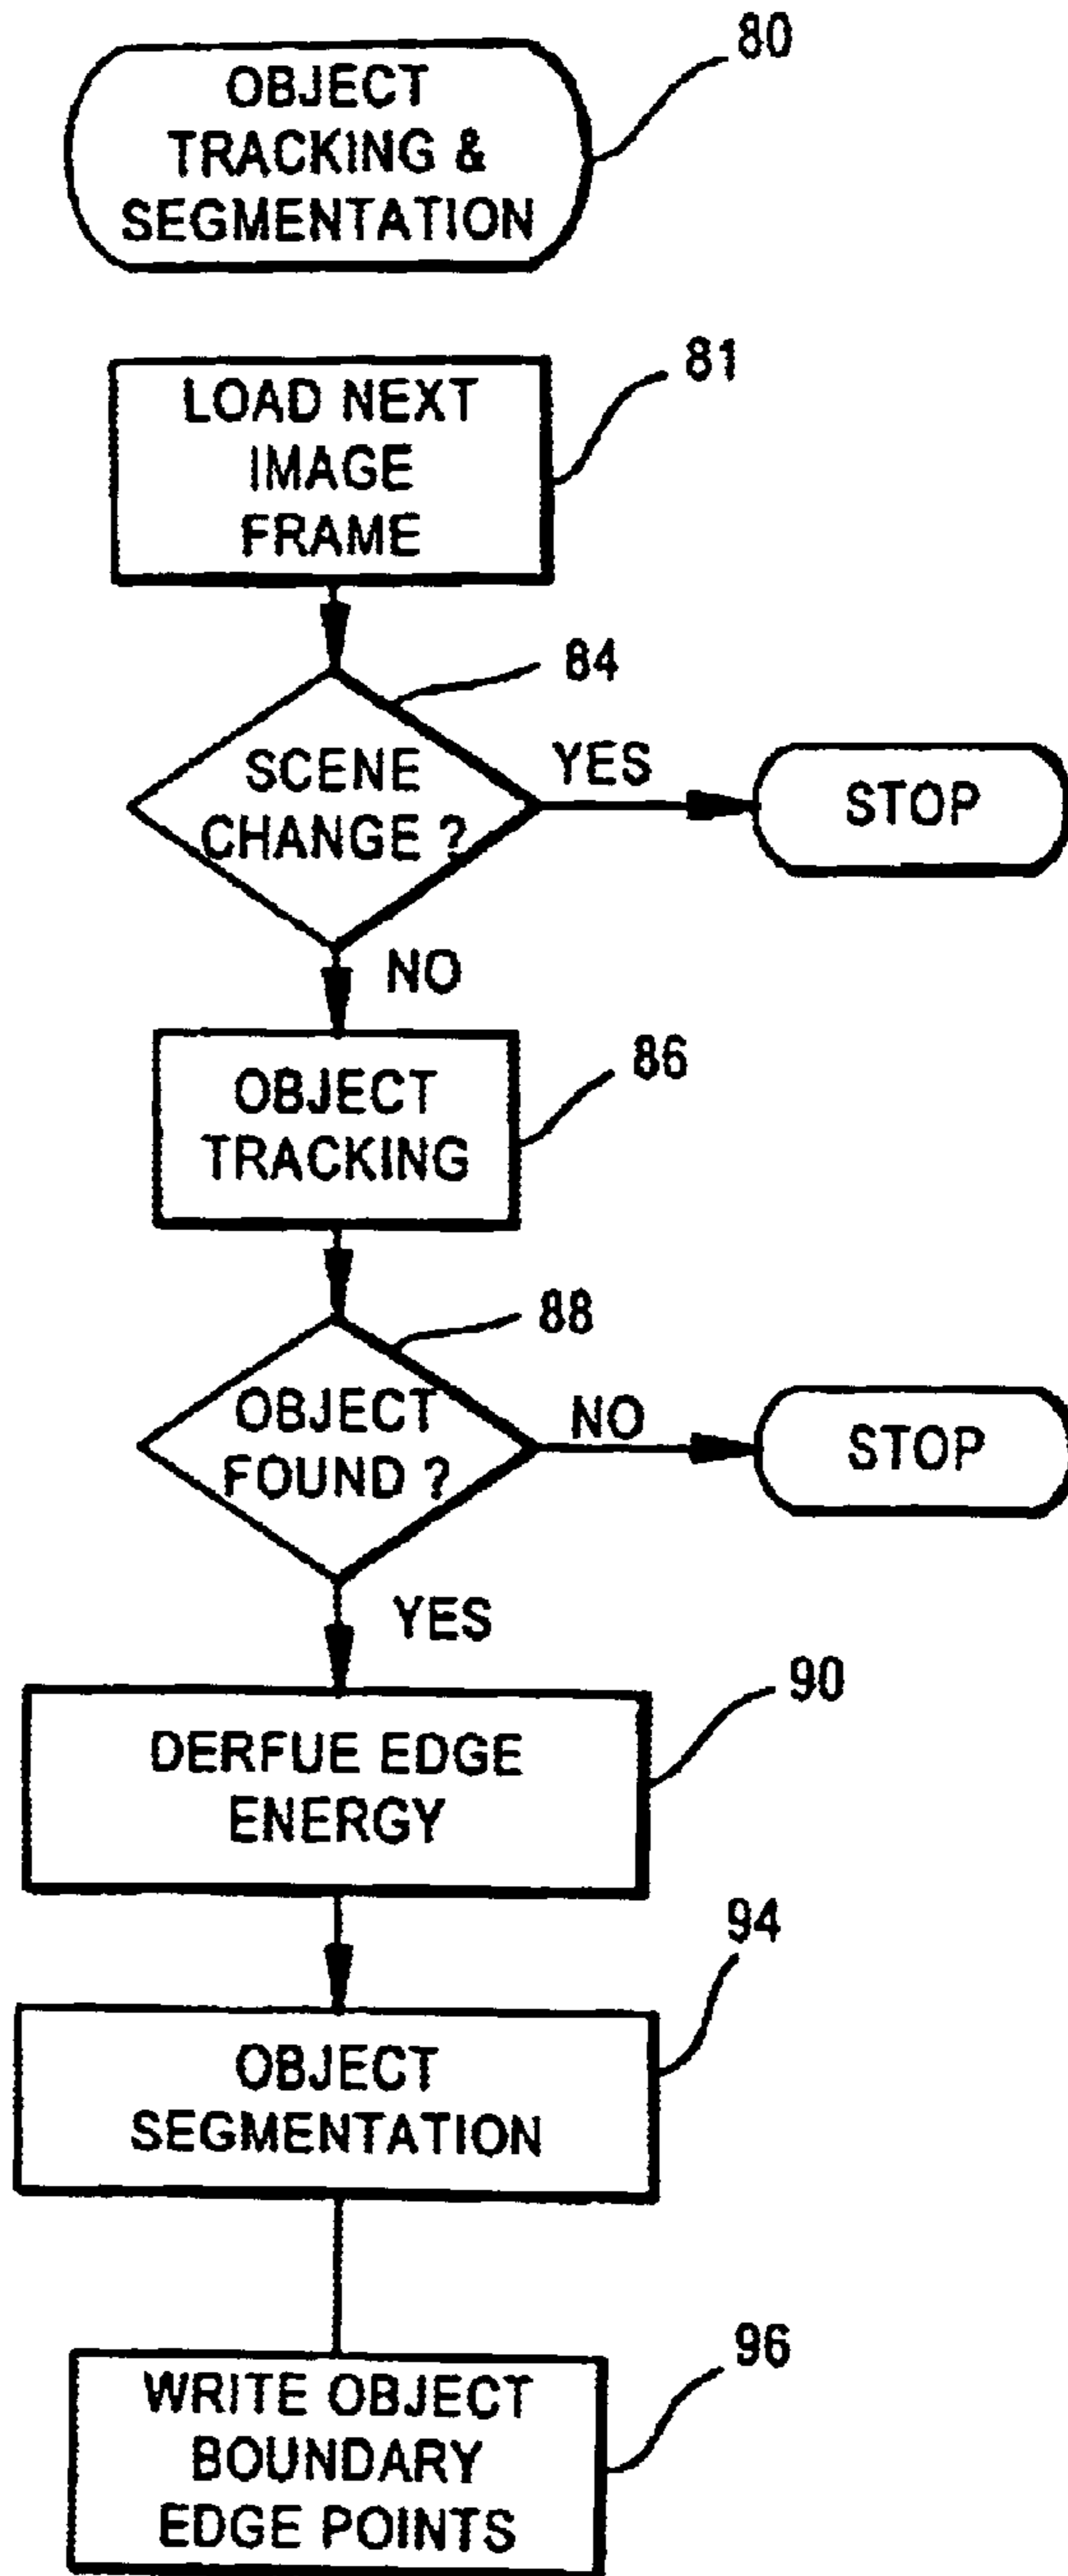 80
OBJECT
TRACKING &
SEGMENTATION
81
LOAD NEXT
IMAGE
FRAME
84
SCENE
CHANGE ?
YES
STOP
NO
86
OBJECT
TRACKING
88
OBJECT
FOUND ?
NO
STOP
YES
90
DERFUE EDGE
ENERGY
94
OBJECT
SEGMENTATION
96
WRITE OBJECT
BOUNDARY
EDGE POINTS